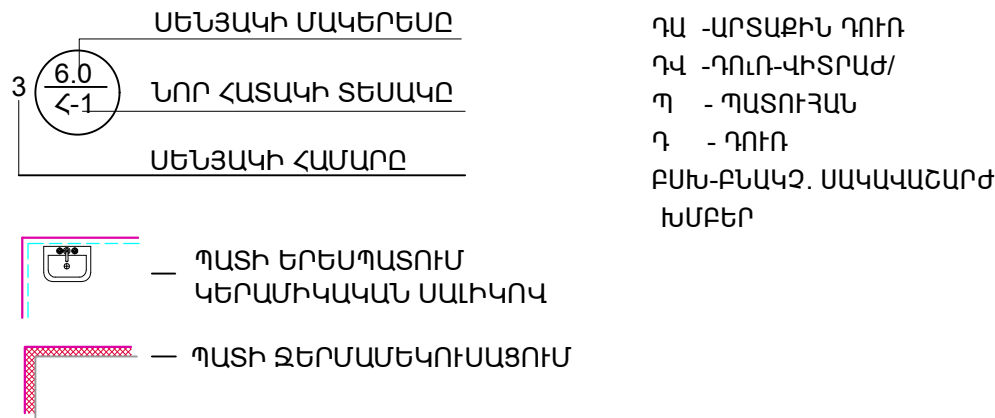 ՍԵՆՅԱԿԻ ՄԱԿԵՐԵՍԸ
3
6.0
Հ-1
ՆՈՐ ՀԱՏԱԿԻ ՏԵՍԱԿԸ
ՍԵՆՅԱԿԻ ՀԱՄԱՐԸ
ՊԱՏԻ ԵՐԵՍՊԱՏՈՒՄ
ԿԵՐԱՄԻԿԱԿԱՆ ՍԱԼԻԿՈՎ
ՊԱՏԻ ՋԵՐՄԱՄԵԿՈՒՍԱՑՈՒՄ
ԴԱ -ԱՐՏԱՔԻՆ ԴՈՒՌ
ԴՎ -ԴՈւՌ-ՎԻՏՐԱԺ/
Պ - ՊԱՏՈՒՀԱՆ
Դ - ԴՈՒՌ
ԲՍԽ-ԲՆԱԿՉ. ՍԱԿԱՎԱՇԱՐԺ
ԽՄԲԵՐ